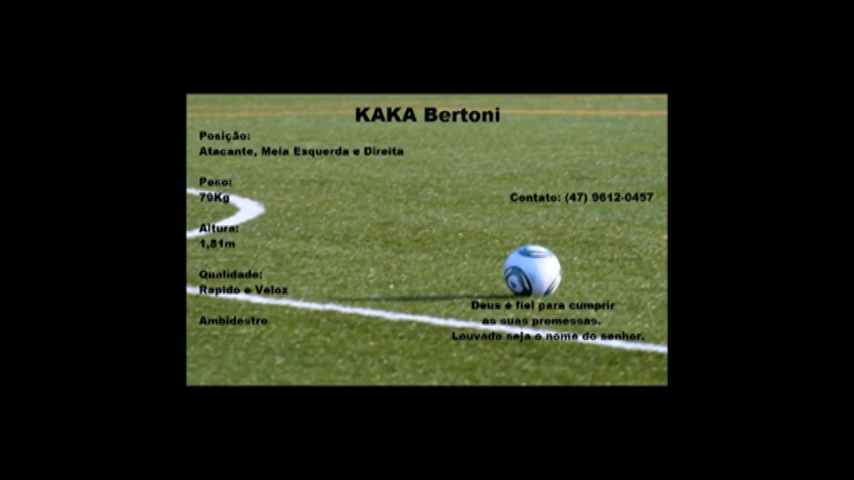 KAKA Bertoni
Posição:
Atacante, Meia Esquerda e Direita
Peno:
79Kg
Contato: (47) 9612-0457
Altura:
1,81m
Qualidade:
Rapido e Veloz
Ambidestro
Deus é fiel para cumprir
as suas promessas.
Louvado seja o nome do senhor.